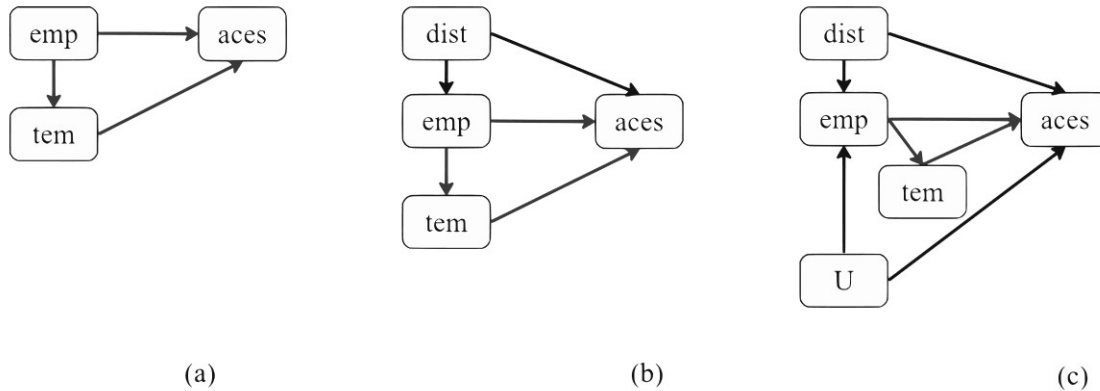 emp
aces
tem
(a)
dist
emp
aces
tem
(b)
dist
emp
aces
tem
U
(c)